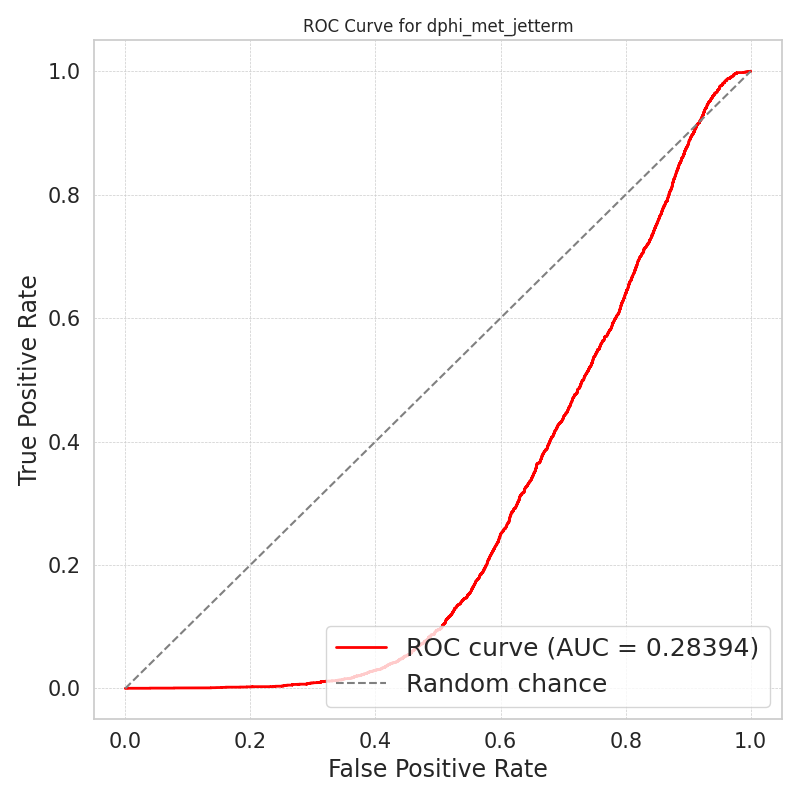 ROC Curve for dphi_met_jetterm
1.0
0.8
0.6
0.4
0.2
0.0
True Positive Rate
ROC curve (AUC = 0.28394)
Random chance
0.0 0.2 0.4 0.6 0.8 1.0
False Positive Rate